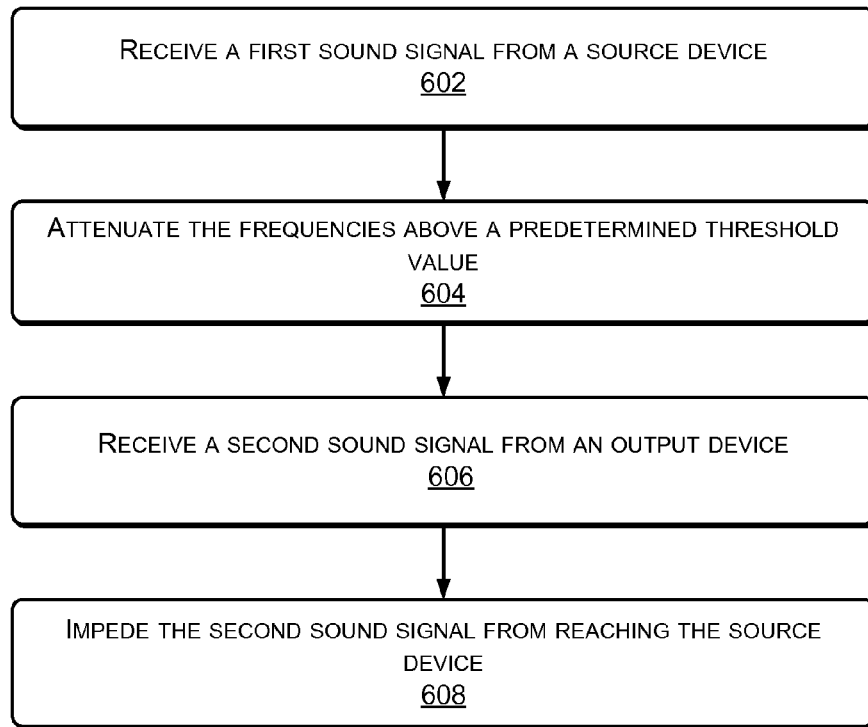 RECEIVE A FIRST SOUND SIGNAL FROM A SOURCE DEVICE
602
ATTENUATE THE FREQUENCIES ABOVE A PREDETERMINED THRESHOLD
VALUE
604
RECEIVE A SECOND SOUND SIGNAL FROM AN OUTPUT DEVICE
606
IMPEDE THE SECOND SOUND SIGNAL FROM REACHING THE SOURCE
DEVICE
608